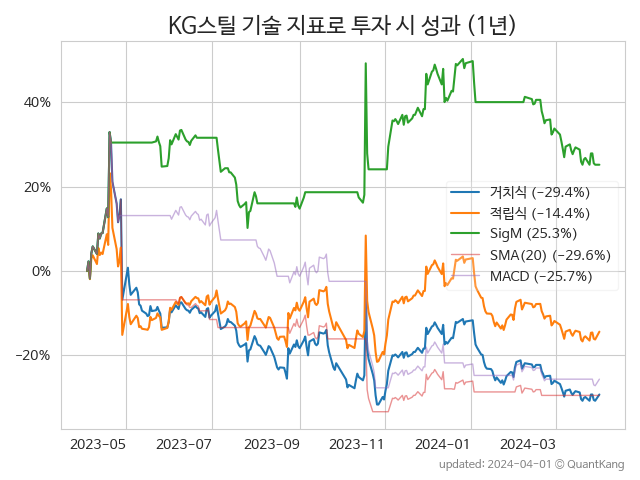 KG스틸 기술 지표로 투자 시 성과 (1년)
40%
20%
0%
−20%
거치식 (−29.4%)
적립식 (−14.4%)
SigM (25.3%)
SMA(20) (−29.6%)
MACD (−25.7%)
2023-05
2023-07
2023-09
2023-11
2024-01
2024-03
updated: 2024-04-01 @ QuantKang